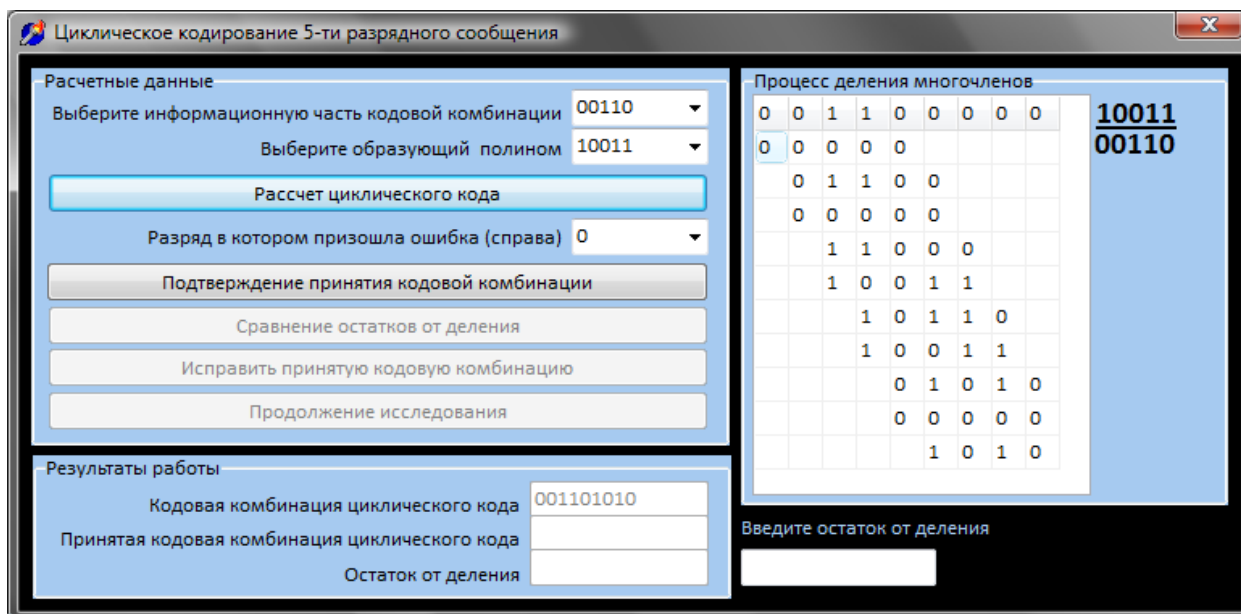 Циклическое кодирование 5-ти разрядного сообщения
X
Расчетные данные
Выберите информационную часть кодовой комбинации 00110
Выберите образующий полином 10011
Рассчет циклического кода
Разряд в котором призошла ошибка (справа) 0
Подтверждение принятия кодовой комбинации
Сравнение остатков от деления
Исправить принятую кодовую комбинацию
Продолжение исследования
Результаты работы
Кодовая комбинация циклического кода 001101010
Принятая кодовая комбинация циклического кода
Остаток от деления
Процесс деления многочленов
0 0 1 1 0 0 0 0 0
0 0 0 0 0
0 1 1 0 0
0 0 0 0 0
1 1 0 0 0
1 0 0 1 1
1 0 1 1 0
1 0 0 1 1
0 1 0 1 0
0 0 0 0 0
1 0 1 0
10011
00110
Введите остаток от деления